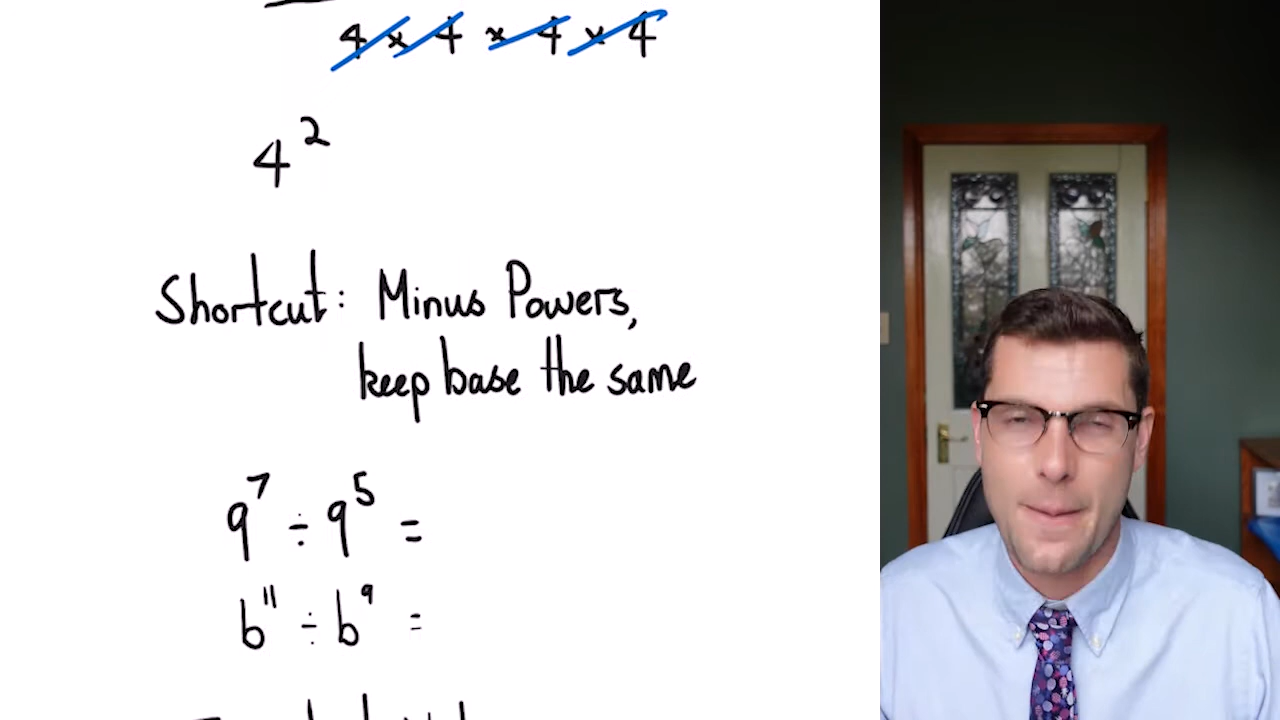 4 x 4 x 4 x 4
4²
Shortcut: Minus Powers,
keep base the same
9⁷ ÷ 9⁵ =
b¹¹ ÷ b⁹ =